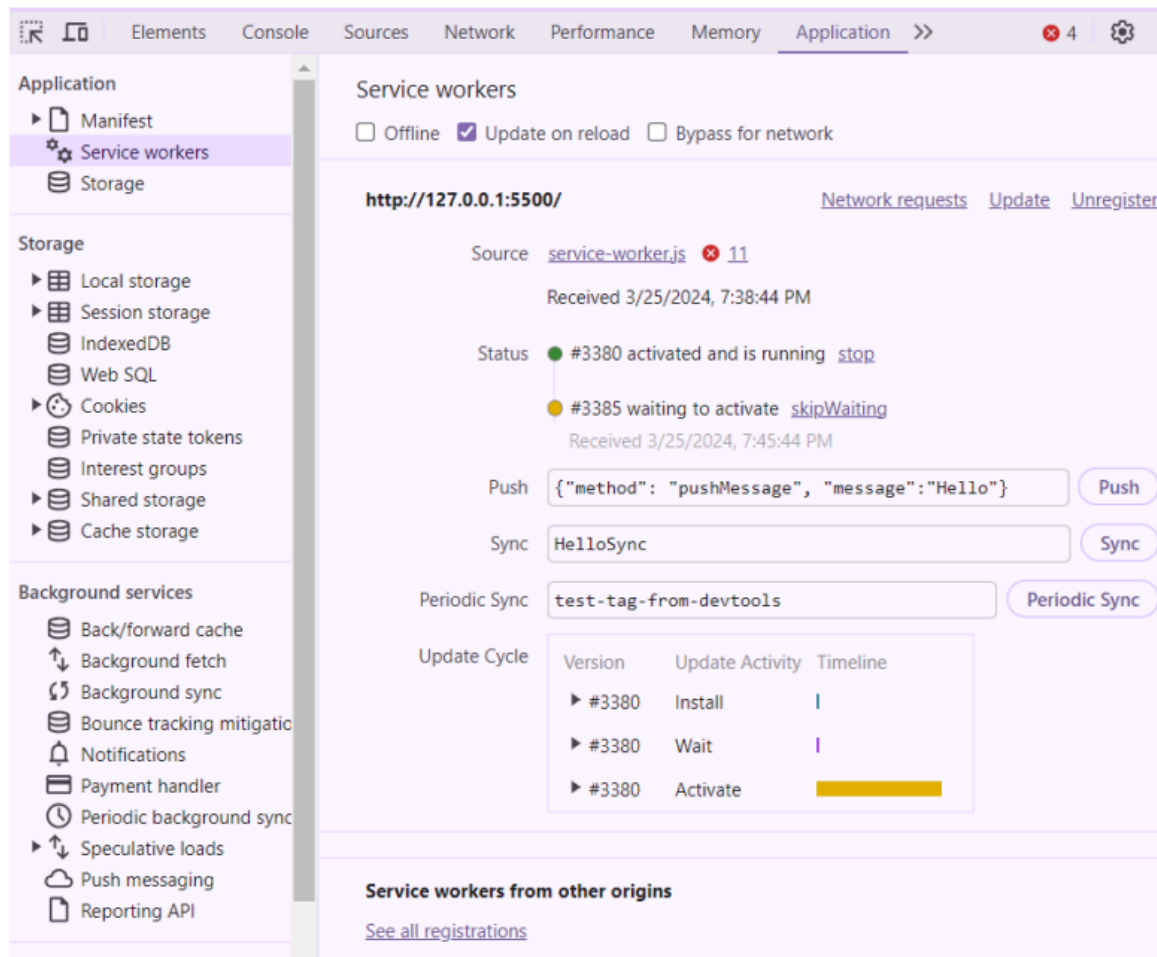 Elements Console Sources Network Performance Memory Application 4
Application
Manifest
Service workers
Storage
Storage
Local storage
Session storage
IndexedDB
Web SQL
Cookies
Private state tokens
Interest groups
Shared storage
Cache storage
Background services
Back/forward cache
Background fetch
Background sync
Bounce tracking mitigatio
Notifications
Payment handler
Periodic background sync
Speculative loads
Push messaging
Reporting API
Service workers
Offline Update on reload Bypass for network
http://127.0.0.1:5500/ Network requests Update Unregister
Source service-worker.js 11
Received 3/25/2024, 7:38:44 PM
Status #3380 activated and is running stop
#3385 waiting to activate skipWaiting
Received 3/25/2024, 7:45:44 PM
Push {"method": "pushMessage", "message":"Hello"} Push
Sync HelloSync Sync
Periodic Sync test-tag-from-devtools Periodic Sync
Update Cycle Version Update Activity Timeline
#3380 Install
#3380 Wait
#3380 Activate
Service workers from other origins
See all registrations